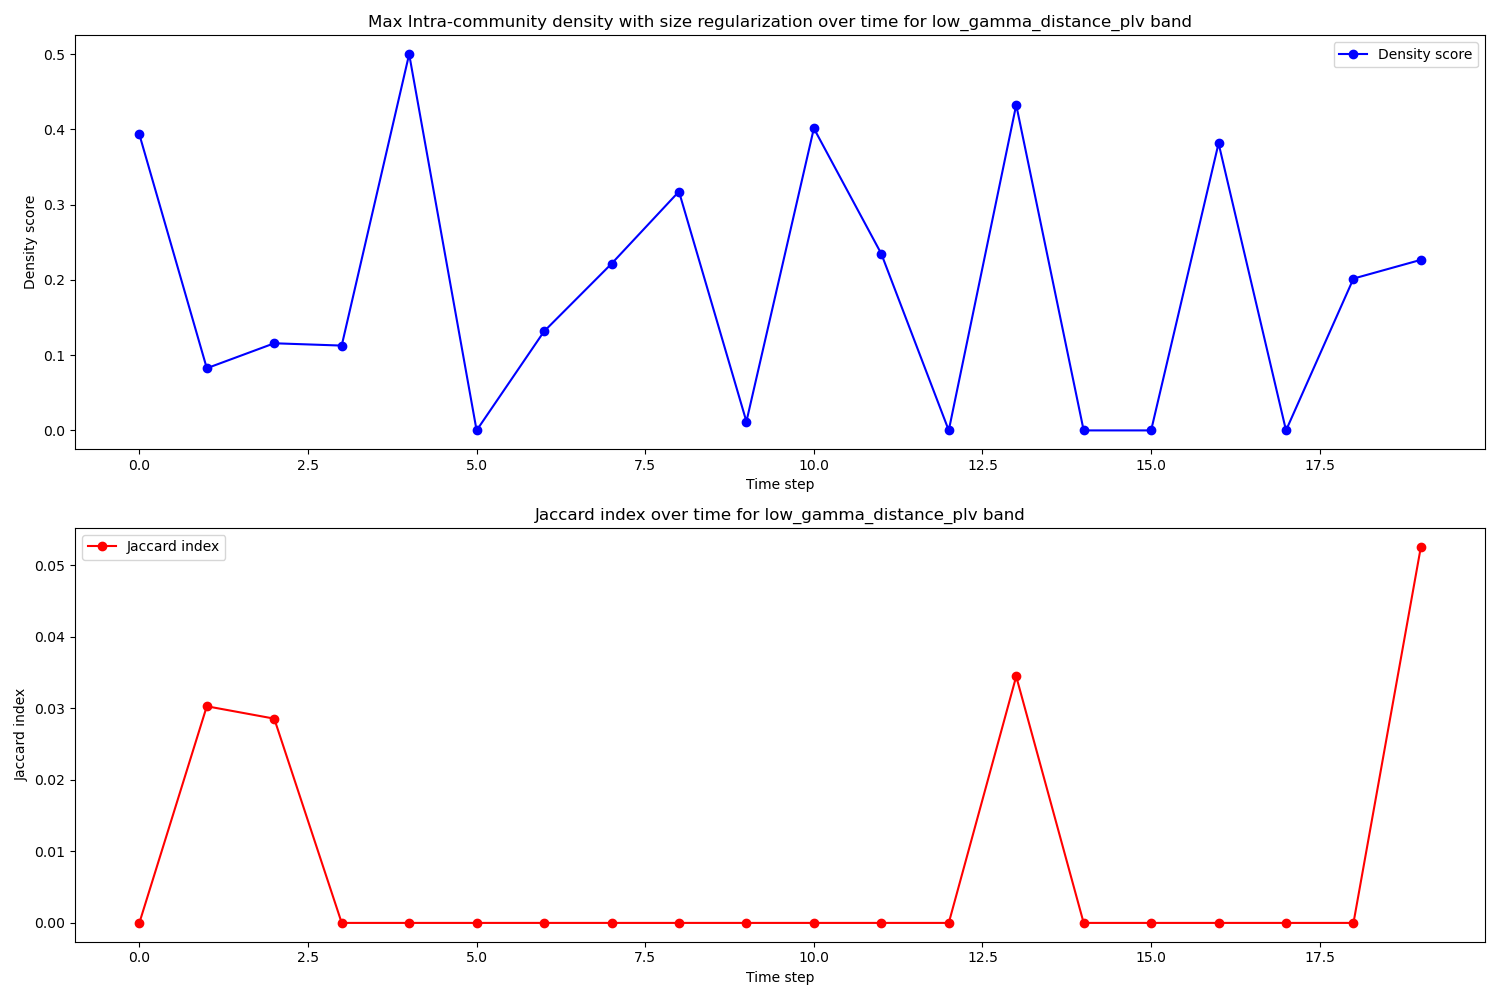 Max Intra-community density with size regularization over time for low_gamma_distance_plv band
Density score
0.5
0.4
0.3
0.2
0.1
0.0
Density score
0.0 2.5 5.0 7.5 10.0 12.5 15.0 17.5
Time step
Jaccard index over time for low_gamma_distance_plv band
Jaccard index
0.05
0.04
0.03
0.02
0.01
0.00
Jaccard index
0.0 2.5 5.0 7.5 10.0 12.5 15.0 17.5
Time step